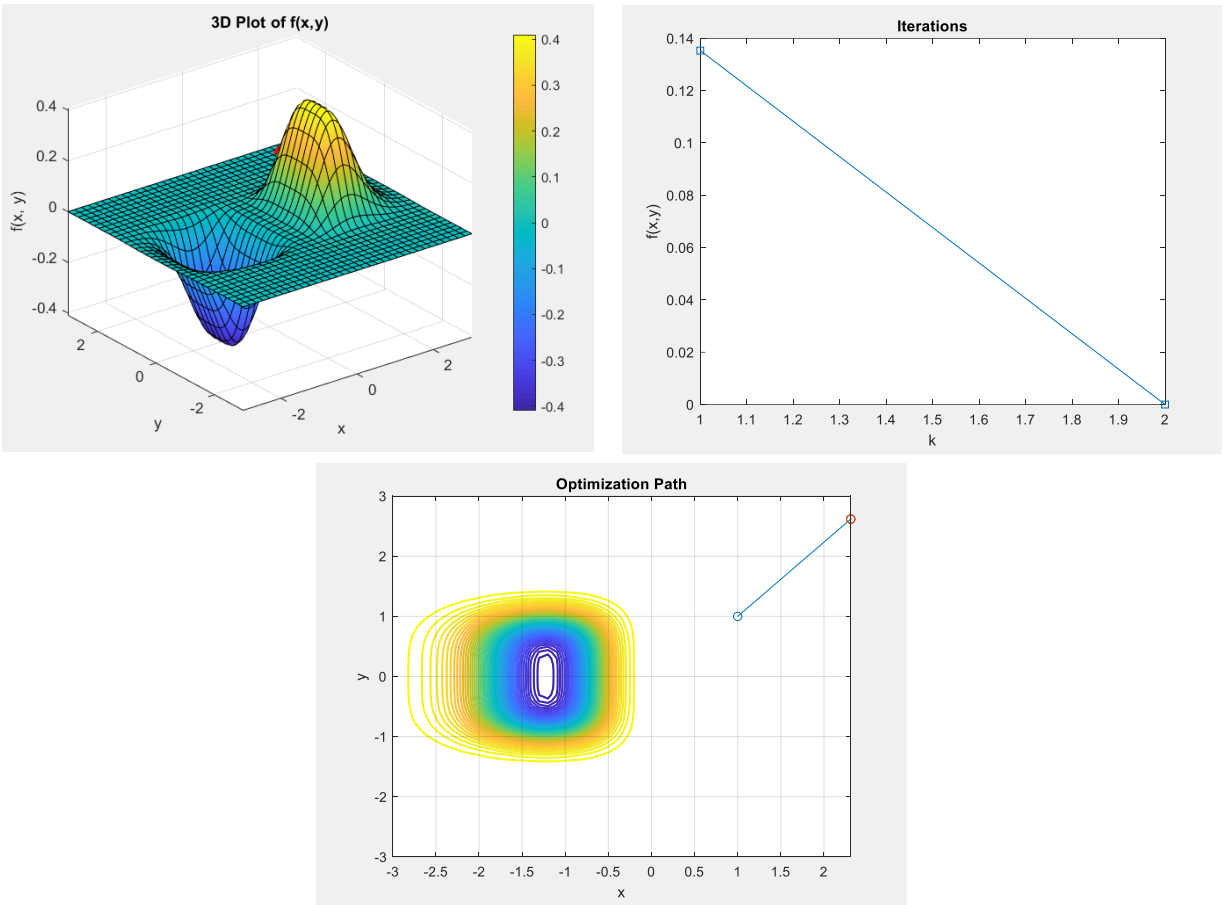 3D Plot of f(x,y)
0.4
0.2
0
-0.2
-0.4
f(x, y)
2
0
-2
y
-2
0
2
x
0.4
0.3
0.2
0.1
0
-0.1
-0.2
-0.3
-0.4
Iterations
0.14
0.12
0.1
0.08
0.06
0.04
0.02
0
f(x,y)
1 1.1 1.2 1.3 1.4 1.5 1.6 1.7 1.8 1.9 2
k
Optimization Path
3
2
1
0
-1
-2
-3
y
-3 -2.5 -2 -1.5 -1 -0.5 0 0.5 1 1.5 2
x